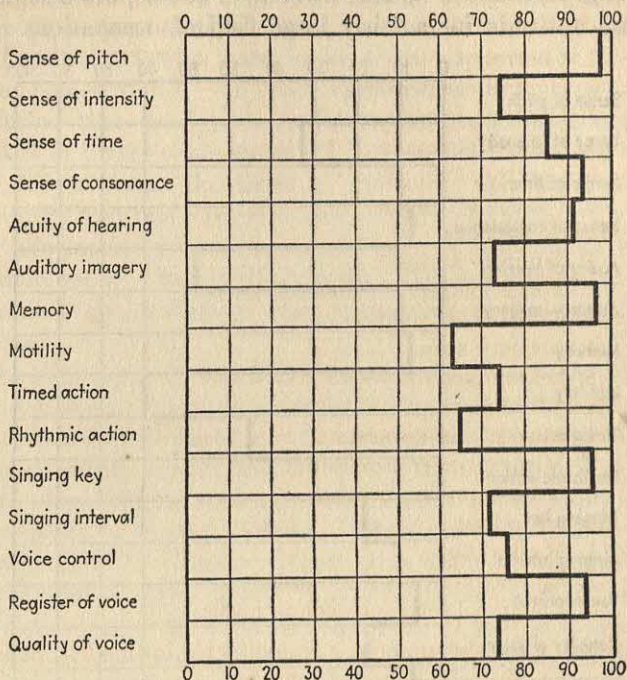 0 10 20 30 40 50 60 70 80 90 100
Sense of pitch
Sense of intensity
Sense of time
Sense of consonance
Acuity of hearing
Auditory imagery
Memory
Motility
Timed action
Rhythmic action
Singing key
Singing interval
Voice control
Register of voice
Quality of voice
0 10 20 30 40 50 60 70 80 90 100